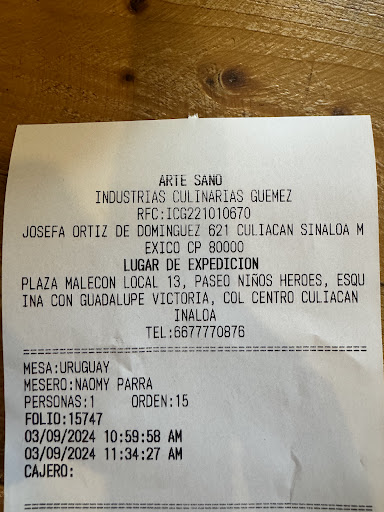 ARTE SANO
INDUSTRIAS CULINARIAS GUEMEZ
RFC:ICG221010670
JOSEFA ORTIZ DE DOMINGUEZ 621 CULIACAN SINALOA M
EXICO CP 80000
LUGAR DE EXPEDICION
PLAZA MALECON LOCAL 13, PASEO NIÑOS HEROES, ESQU
INA CON GUADALUPE VICTORIA, COL CENTRO CULIACAN
INALOA
TEL:6677770876
==================================================
MESA:URUGUAY
MESERO:NAOMY PARRA
PERSONAS:1 ORDEN:15
FOLIO:15747
03/09/2024 10:59:58 AM
03/09/2024 11:34:27 AM
CAJERO:
==================================================